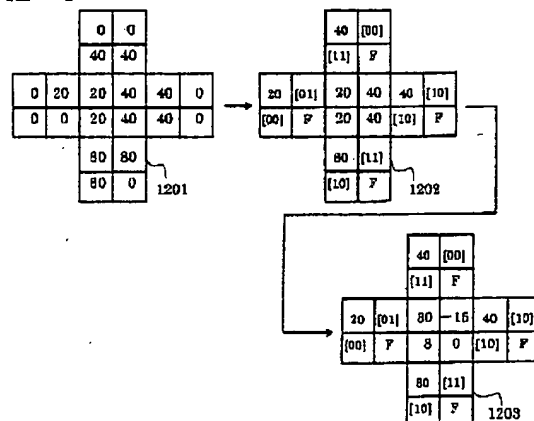 0 0
40 40
0 20 20 40 40 0
0 0 20 40 40 0
80 80
80 0
1201
40 [00]
[11] F
20 [01] 20 40 40 [10]
[00] F 20 40 [10] F
80 [11]
[10] F
1202
40 [00]
[11] F
20 [01] 80 −16 40 [10]
[00] F 8 0 [10] F
80 [11]
[10] F
1203